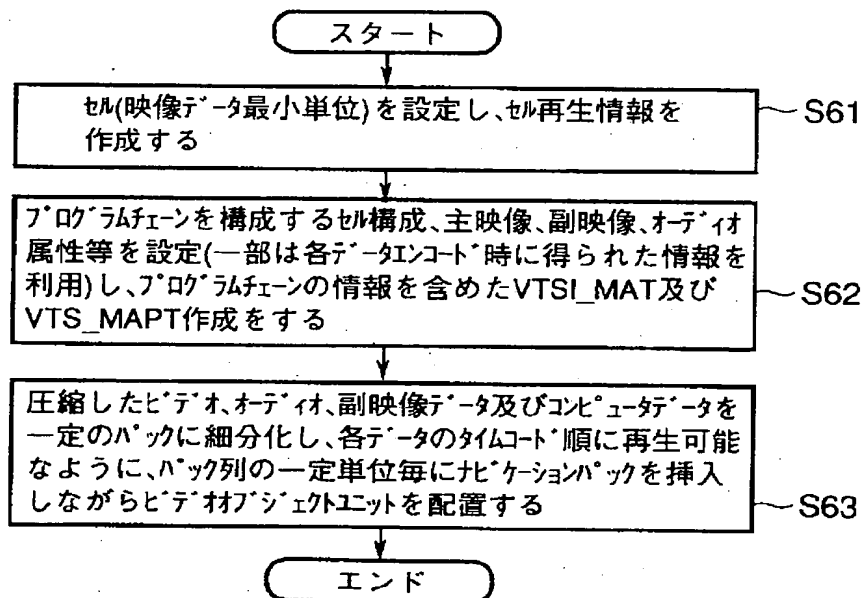 スタート
セル(映像データ最小単位)を設定し、セル再生情報を
作成する
S61
プログラムチェーンを構成するセル構成、主映像、副映像、オーディオ
属性等を設定(一部は各データエンコード時に得られた情報を
利用)し、プログラムチェーンの情報を含めたVTSI_MAT及び
VTS_MAPT作成をする
S62
圧縮したビデオ、オーディオ、副映像データ及びコンピュータデータを
一定のパックに細分化し、各データのタイムコード順に再生可能
なように、パック列の一定単位毎にナビゲーションパックを挿入
しながらビデオオブジェクトユニットを配置する
S63
エンド